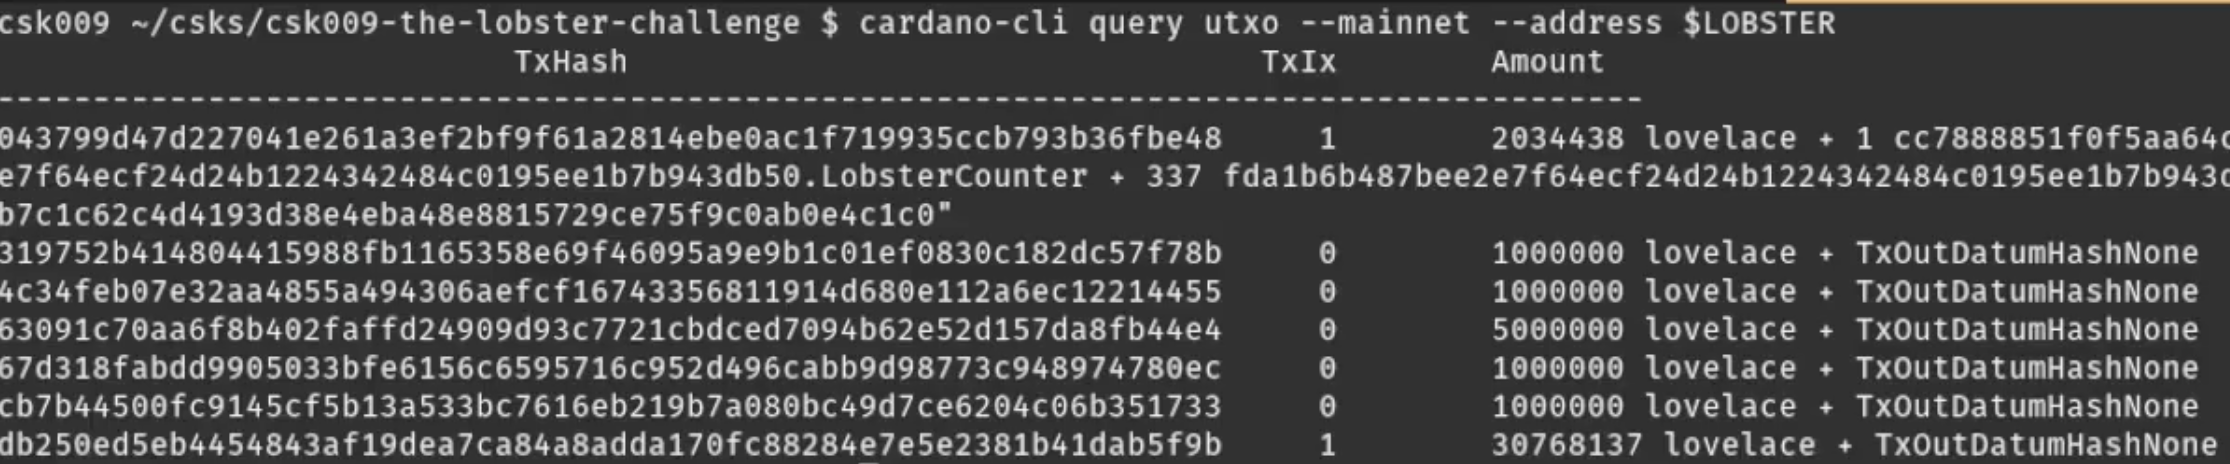 csk009 ~/csks/csk009-the-lobster-challenge $ cardano-cli query utxo --mainnet --address $LOBSTER
TxHash TxIx Amount
--------------------------------------------------------------------------------------
043799d47d227041e261a3ef2bf9f61a2814ebe0ac1f719935ccb793b36fbe48 1 2034438 lovelace + 1 cc7888851f0f5aa64c
e7f64ecf24d24b1224342484c0195ee1b7b943db50.LobsterCounter + 337 fda1b6b487bee2e7f64ecf24d24b1224342484c0195ee1b7b943d
b7c1c62c4d4193d38e4eba48e8815729ce75f9c0ab0e4c1c0"
319752b414804415988fb1165358e69f46095a9e9b1c01ef0830c182dc57f78b 0 1000000 lovelace + TxOutDatumHashNone
4c34feb07e32aa4855a494306aefcf16743356811914d680e112a6ec12214455 0 1000000 lovelace + TxOutDatumHashNone
63091c70aa6f8b402faffd24909d93c7721cbdced7094b62e52d157da8fb44e4 0 5000000 lovelace + TxOutDatumHashNone
67d318fabdd9905033bfe6156c6595716c952d496cabb9d98773c948974780ec 0 1000000 lovelace + TxOutDatumHashNone
cb7b44500fc9145cf5b13a533bc7616eb219b7a080bc49d7ce6204c06b351733 0 1000000 lovelace + TxOutDatumHashNone
db250ed5eb4454843af19dea7ca84a8adda170fc88284e7e5e2381b41dab5f9b 1 30768137 lovelace + TxOutDatumHashNone